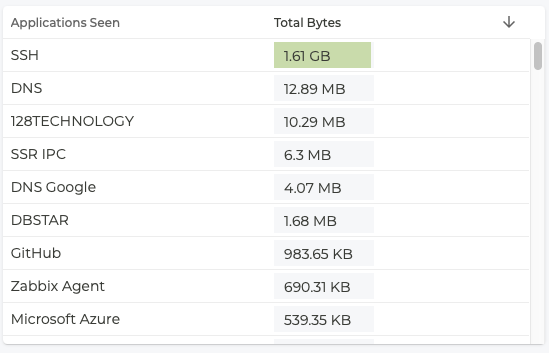 Applications Seen Total Bytes
SSH 1.61 GB
DNS 12.89 MB
128TECHNOLOGY 10.29 MB
SSR IPC 6.3 MB
DNS Google 4.07 MB
DBSTAR 1.68 MB
GitHub 983.65 KB
Zabbix Agent 690.31 KB
Microsoft Azure 539.35 KB